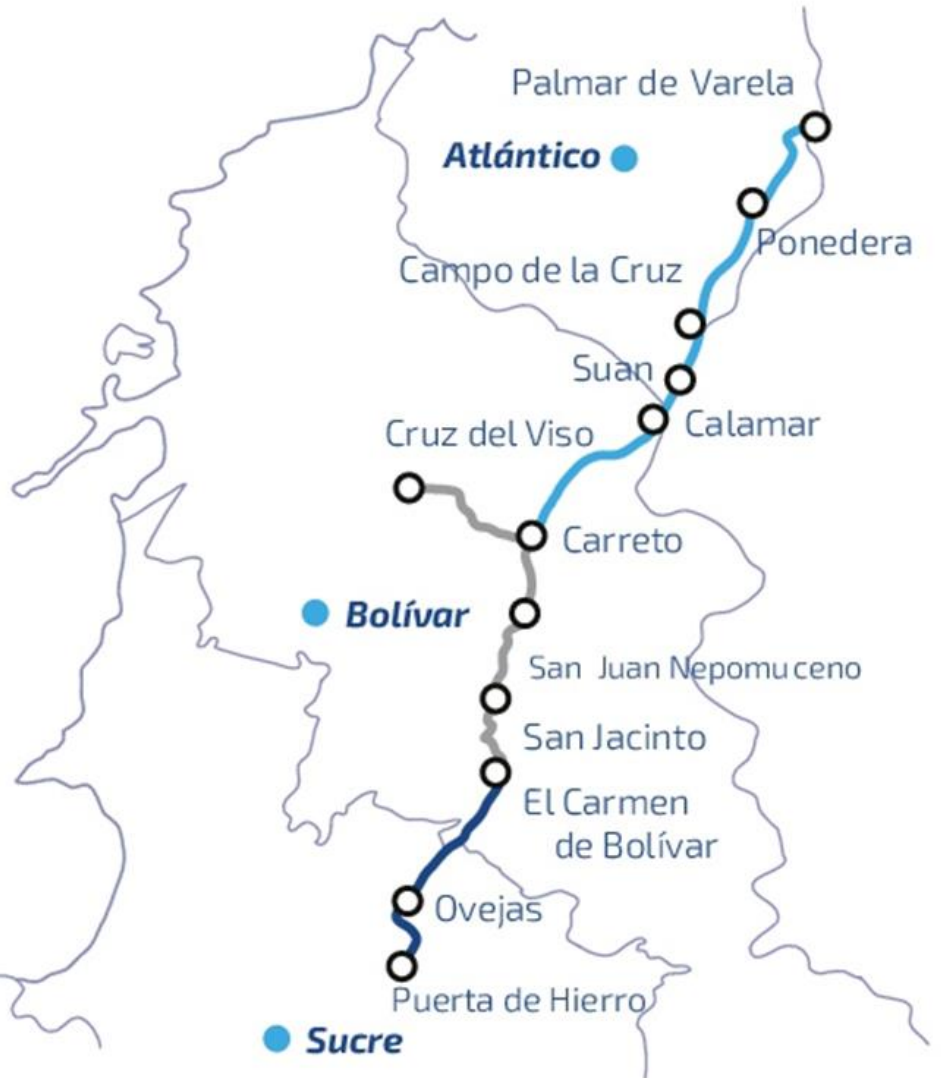 Palmar de Varela
Atlántico
Ponedera
Campo de la Cruz
Suan
Calamar
Cruz del Viso
Carreto
Bolívar
San Juan Nepomuceno
San Jacinto
El Carmen
de Bolívar
Ovejas
Puerta de Hierro
Sucre